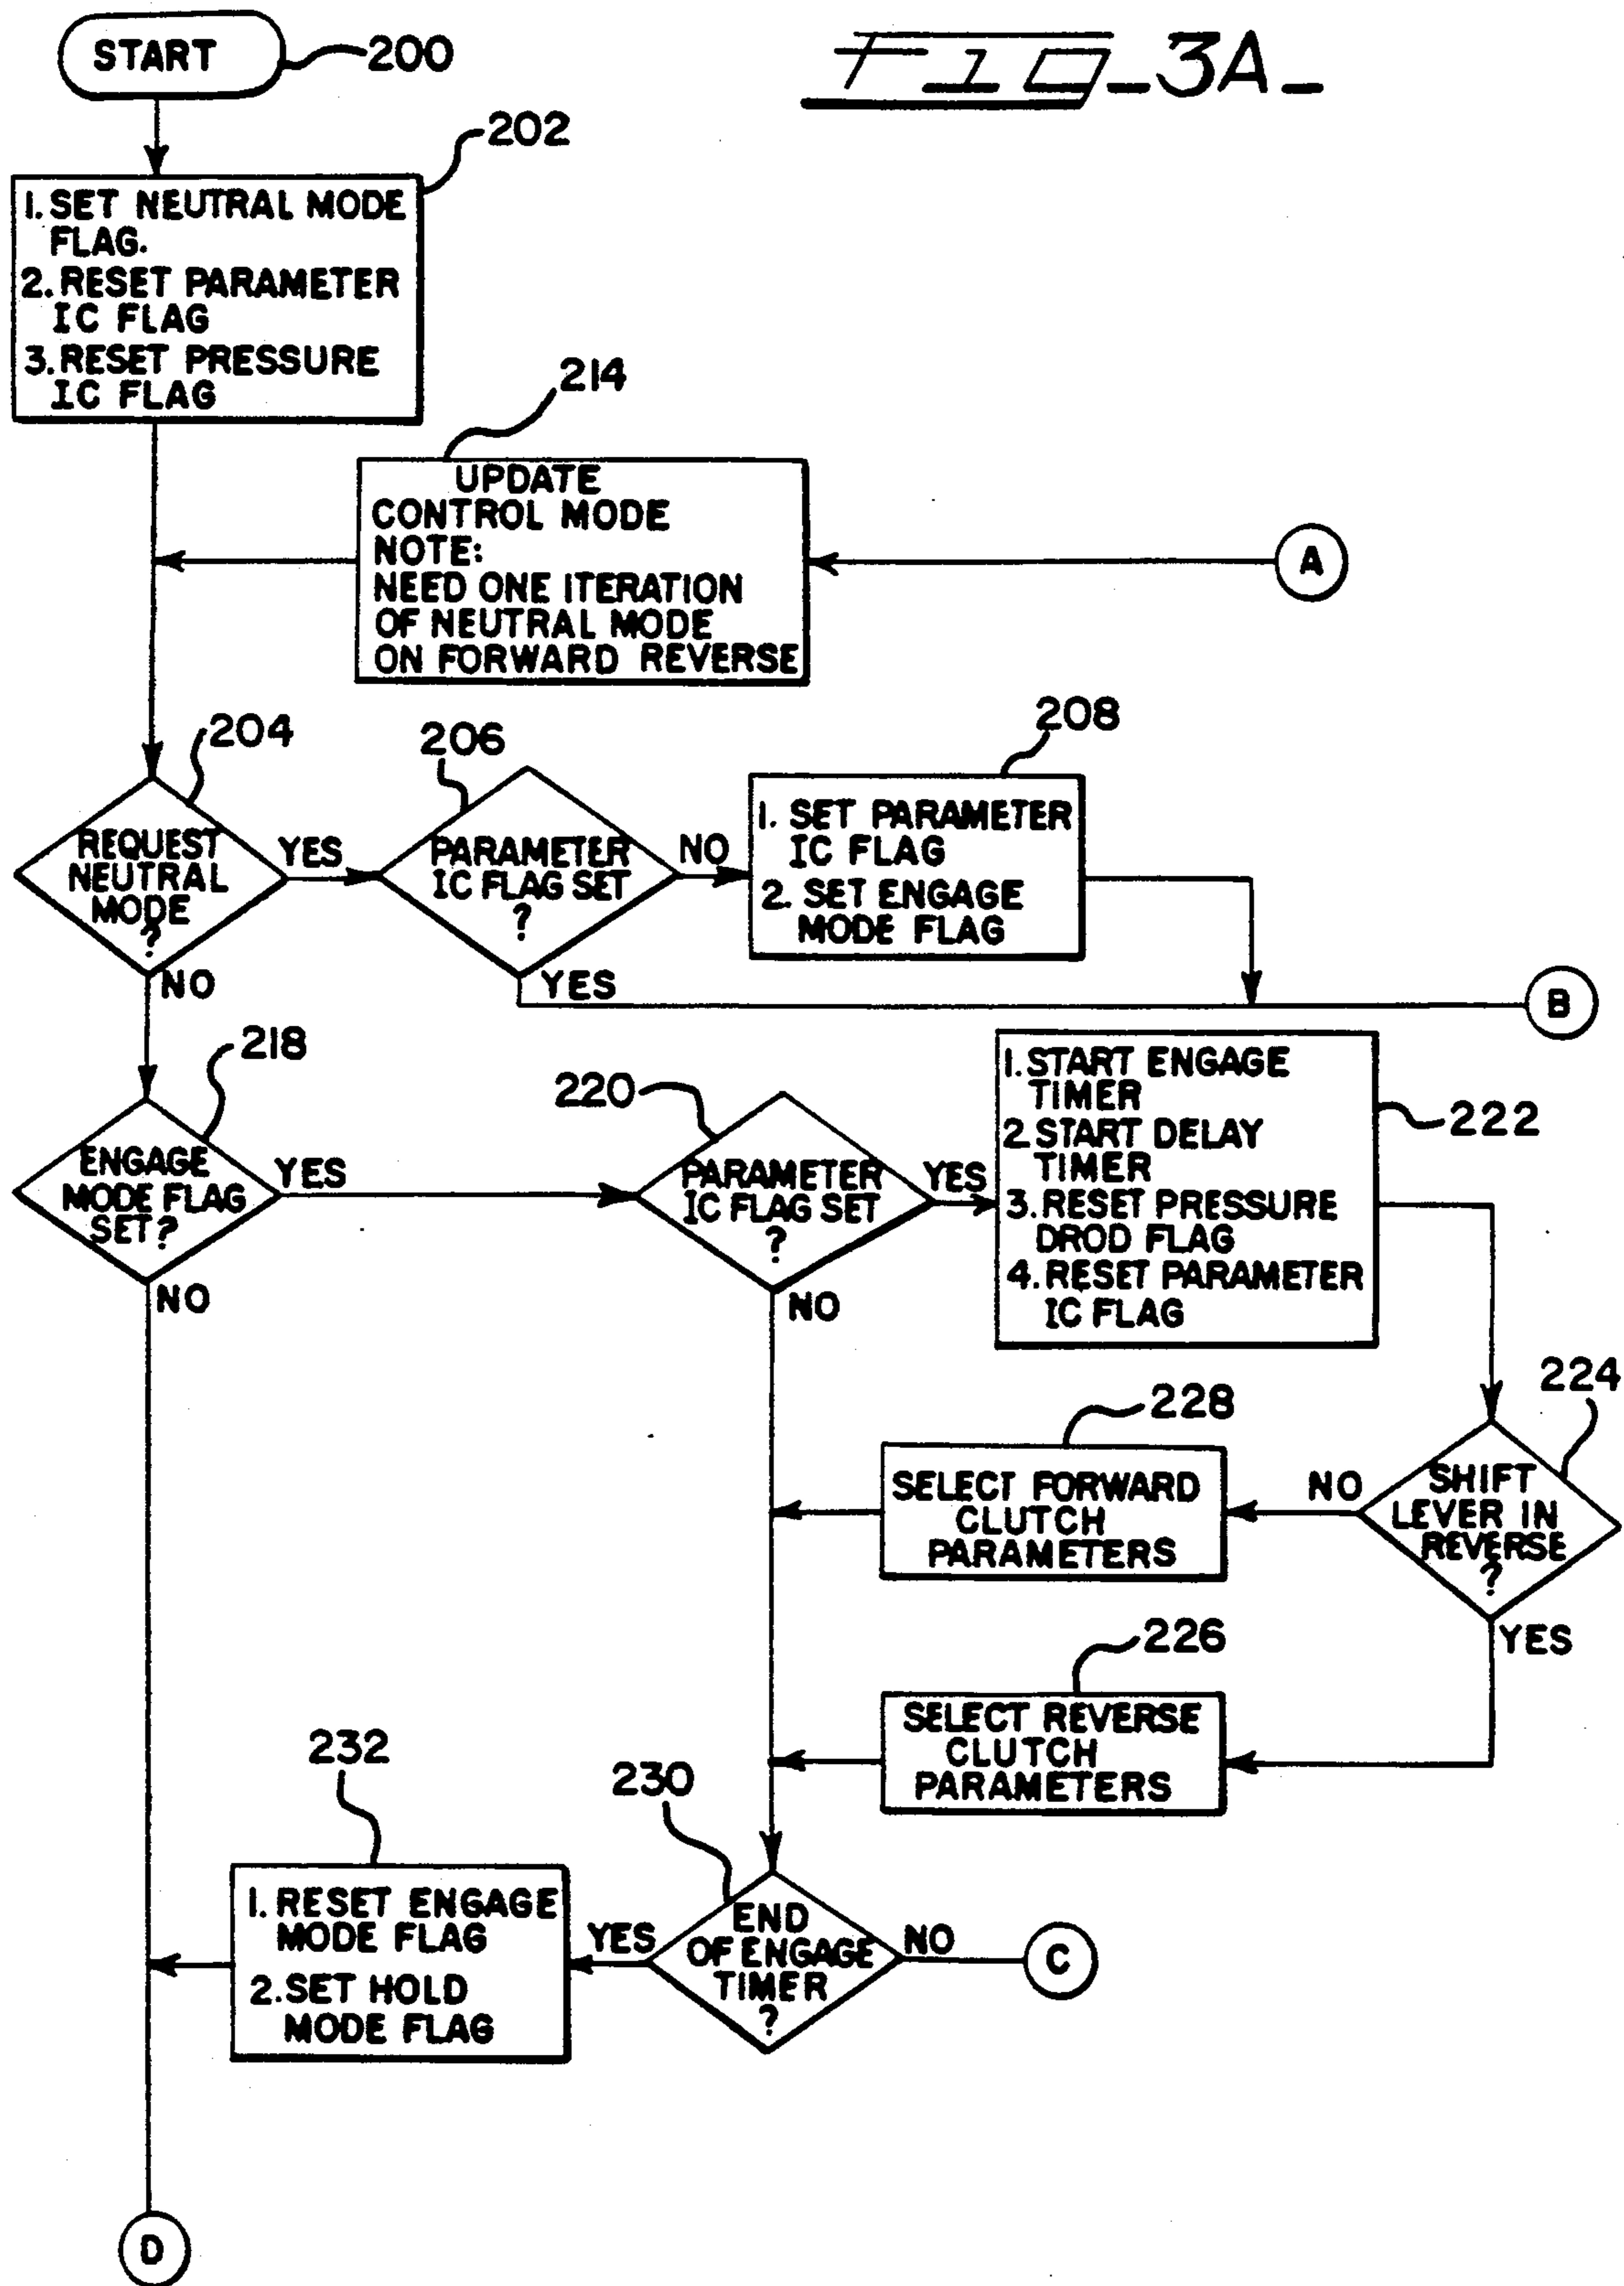 START
200
FIG_3A_
202
1. SET NEUTRAL MODE
FLAG.
2. RESET PARAMETER
IC FLAG
3. RESET PRESSURE
IC FLAG
214
UPDATE
CONTROL MODE
NOTE:
NEED ONE ITERATION
OF NEUTRAL MODE
ON FORWARD REVERSE
A
204
REQUEST
NEUTRAL
MODE
?
YES
NO
206
PARAMETER
IC FLAG SET
?
NO
YES
208
1. SET PARAMETER
IC FLAG
2. SET ENGAGE
MODE FLAG
B
218
ENGAGE
MODE FLAG
SET?
YES
NO
220
PARAMETER
IC FLAG SET
?
YES
NO
1. START ENGAGE
TIMER
2. START DELAY
TIMER
3. RESET PRESSURE
DROD FLAG
4. RESET PARAMETER
IC FLAG
222
224
SHIFT
LEVER IN
REVERSE
?
NO
YES
228
SELECT FORWARD
CLUTCH
PARAMETERS
226
SELECT REVERSE
CLUTCH
PARAMETERS
230
END
OF ENGAGE
TIMER
?
YES
NO
C
232
1. RESET ENGAGE
MODE FLAG
2. SET HOLD
MODE FLAG
D